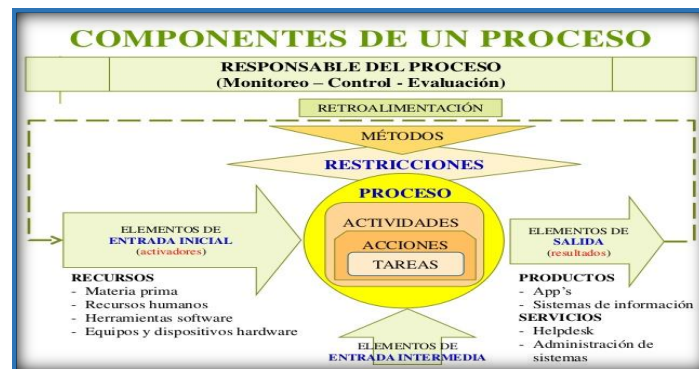 COMPONENTES DE UN PROCESO
RESPONSABLE DEL PROCESO
(Monitoreo – Control - Evaluación)
RETROALIMENTACIÓN
MÉTODOS
RESTRICCIONES
PROCESO
ACTIVIDADES
ACCIONES
TAREAS
ELEMENTOS DE
ENTRADA INICIAL
(activadores)
ELEMENTOS DE
SALIDA
(resultados)
RECURSOS
- Materia prima
- Recursos humanos
- Herramientas software
- Equipos y dispositivos hardware
PRODUCTOS
- App's
- Sistemas de información
SERVICIOS
- Helpdesk
- Administración de
sistemas
ELEMENTOS DE
ENTRADA INTERMEDIA